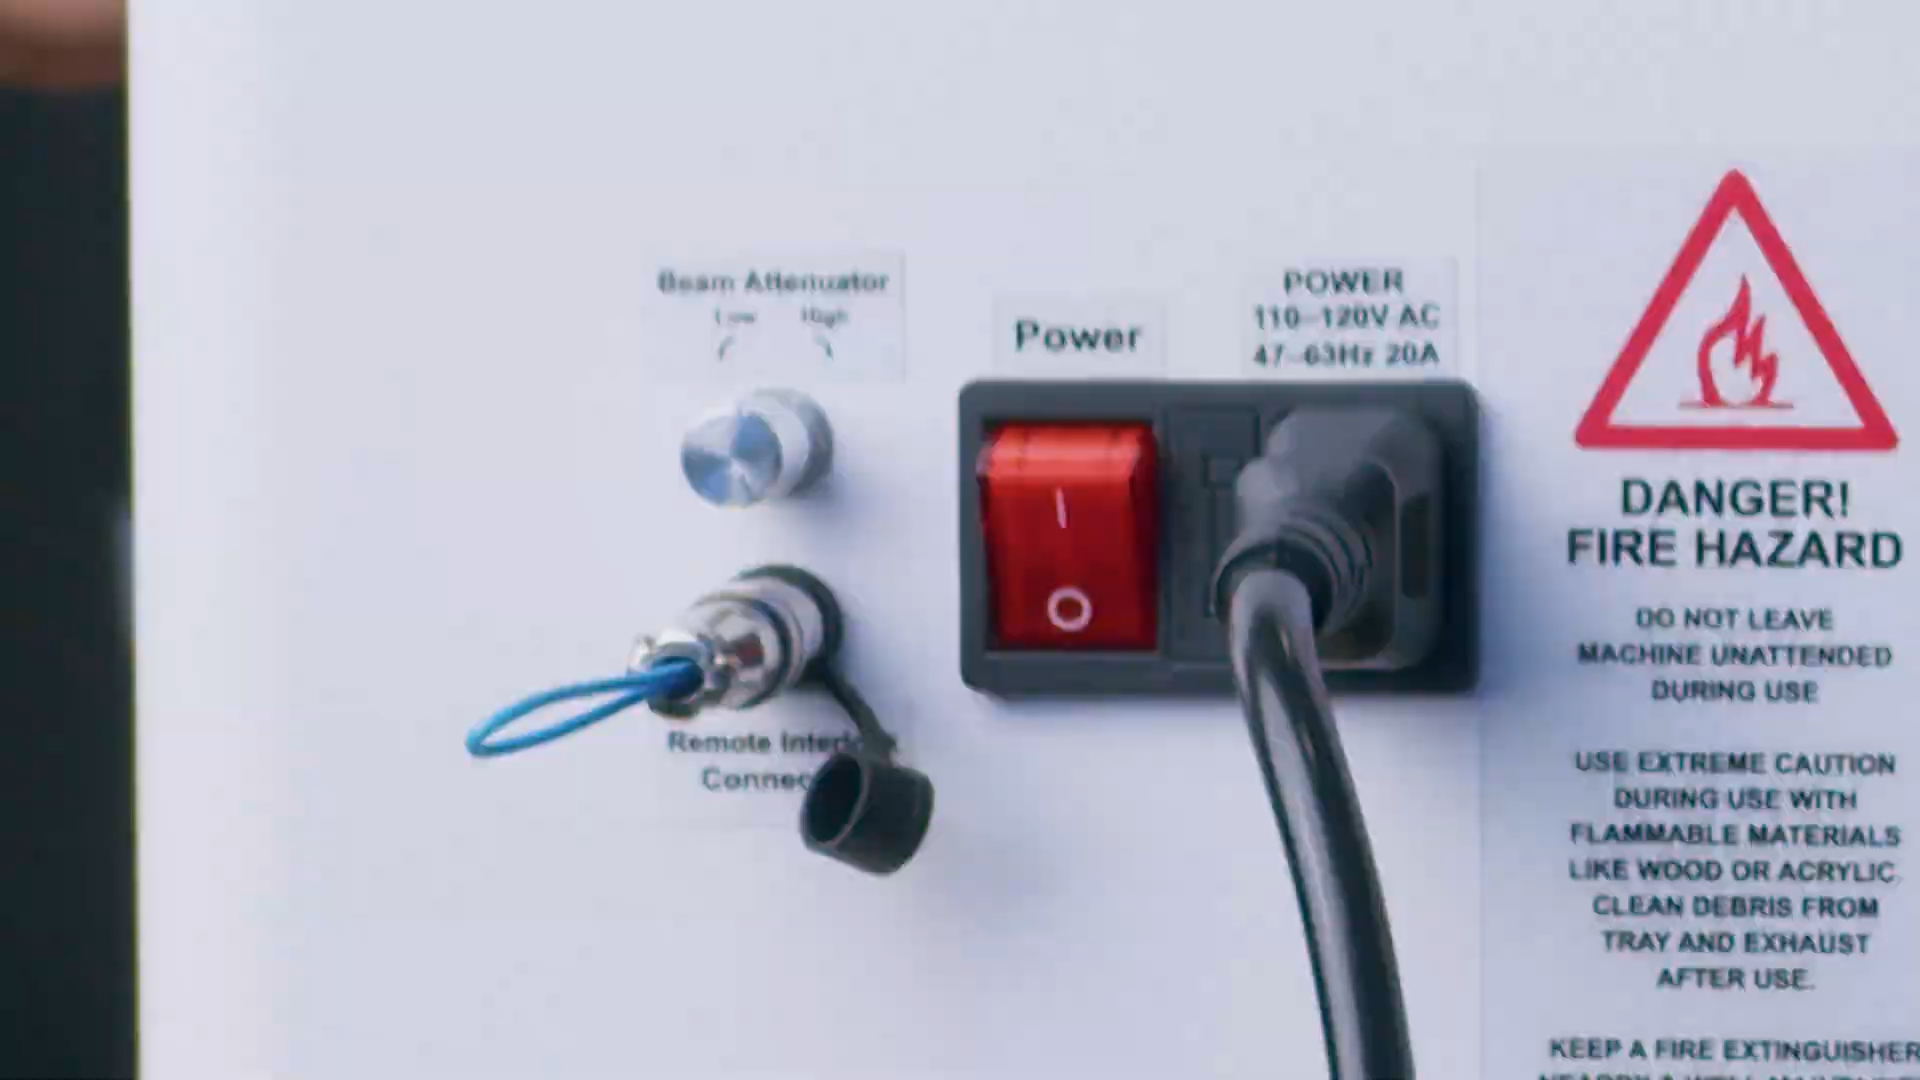 Beam Attenuator
Low High
Power
POWER
110-120V AC
47-63Hz 20A
I
O
Remote
DANGER!
FIRE HAZARD
DO NOT LEAVE
MACHINE UNATTENDED
DURING USE
USE EXTREME CAUTION
DURING USE WITH
FLAMMABLE MATERIALS
LIKE WOOD OR ACRYLIC.
CLEAN DEBRIS FROM
TRAY AND EXHAUST
AFTER USE.
KEEP A FIRE EXTINGUISHER